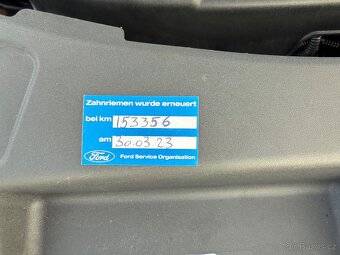 Zahnriemen wurde erneuert
bei km 153356
am 30.03.23
Ford Ford Service Organisation